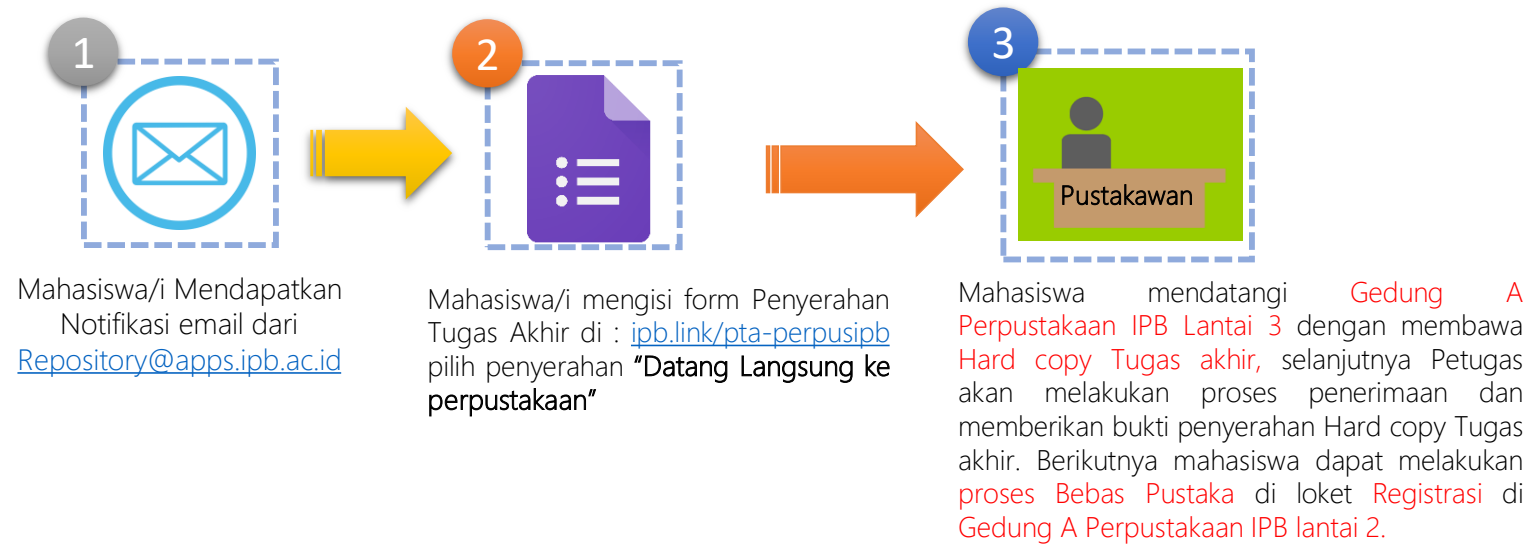 1
Mahasiswa/i Mendapatkan
Notifikasi email dari
Repository@apps.ipb.ac.id
2
Mahasiswa/i mengisi form Penyerahan
Tugas Akhir di : ipb.link/pta-perpusipb
pilih penyerahan “Datang Langsung ke
perpustakaan”
3
Pustakawan
Mahasiswa mendatangi Gedung A
Perpustakaan IPB Lantai 3 dengan membawa
Hard copy Tugas akhir, selanjutnya Petugas
akan melakukan proses penerimaan dan
memberikan bukti penyerahan Hard copy Tugas
akhir. Berikutnya mahasiswa dapat melakukan
proses Bebas Pustaka di loket Registrasi di
Gedung A Perpustakaan IPB lantai 2.